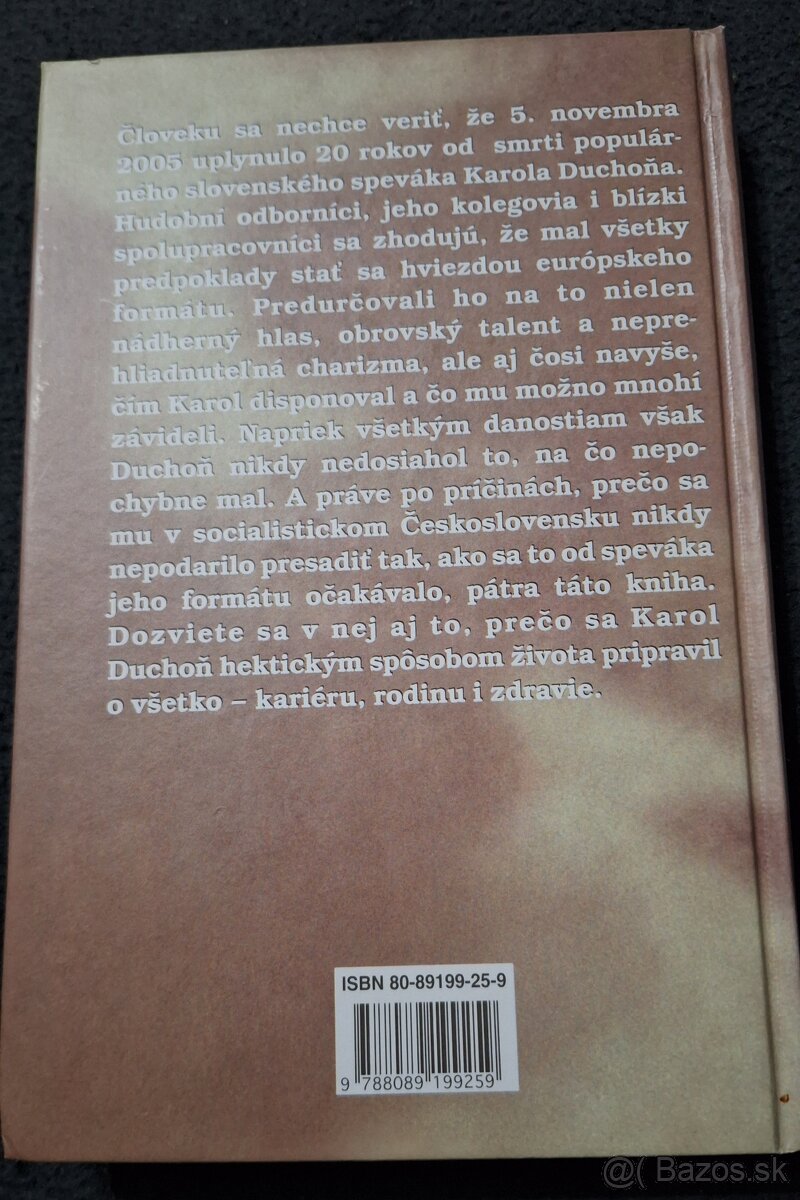 Človeku sa nechce veriť, že 5. novembra
2005 uplynulo 20 rokov od smrti populár-
neho slovenského speváka Karola Duchoňa.
Hudobní odborníci, jeho kolegovia i blízki
spolupracovníci sa zhodujú, že mal všetky
predpoklady stať sa hviezdou európskeho
formátu. Predurčovali ho na to nielen
nádherný hlas, obrovský talent a nepre-
hliadnuteľná charizma, ale aj čosi navyše,
čím Karol disponoval a čo mu možno mnohí
závideli. Napriek všetkým danostiam však
Duchoň nikdy nedosiahol to, na čo nepo-
chybne mal. A práve po príčinách, prečo sa
mu v socialistickom Československu nikdy
nepodarilo presadiť tak, ako sa to od speváka
jeho formátu očakávalo, pátra táto kniha.
Dozviete sa v nej aj to, prečo sa Karol
Duchoň hektickým spôsobom života pripravil
o všetko – kariéru, rodinu i zdravie.
ISBN 80-89199-25-9
9 788089 199259
@( Bazos.sk